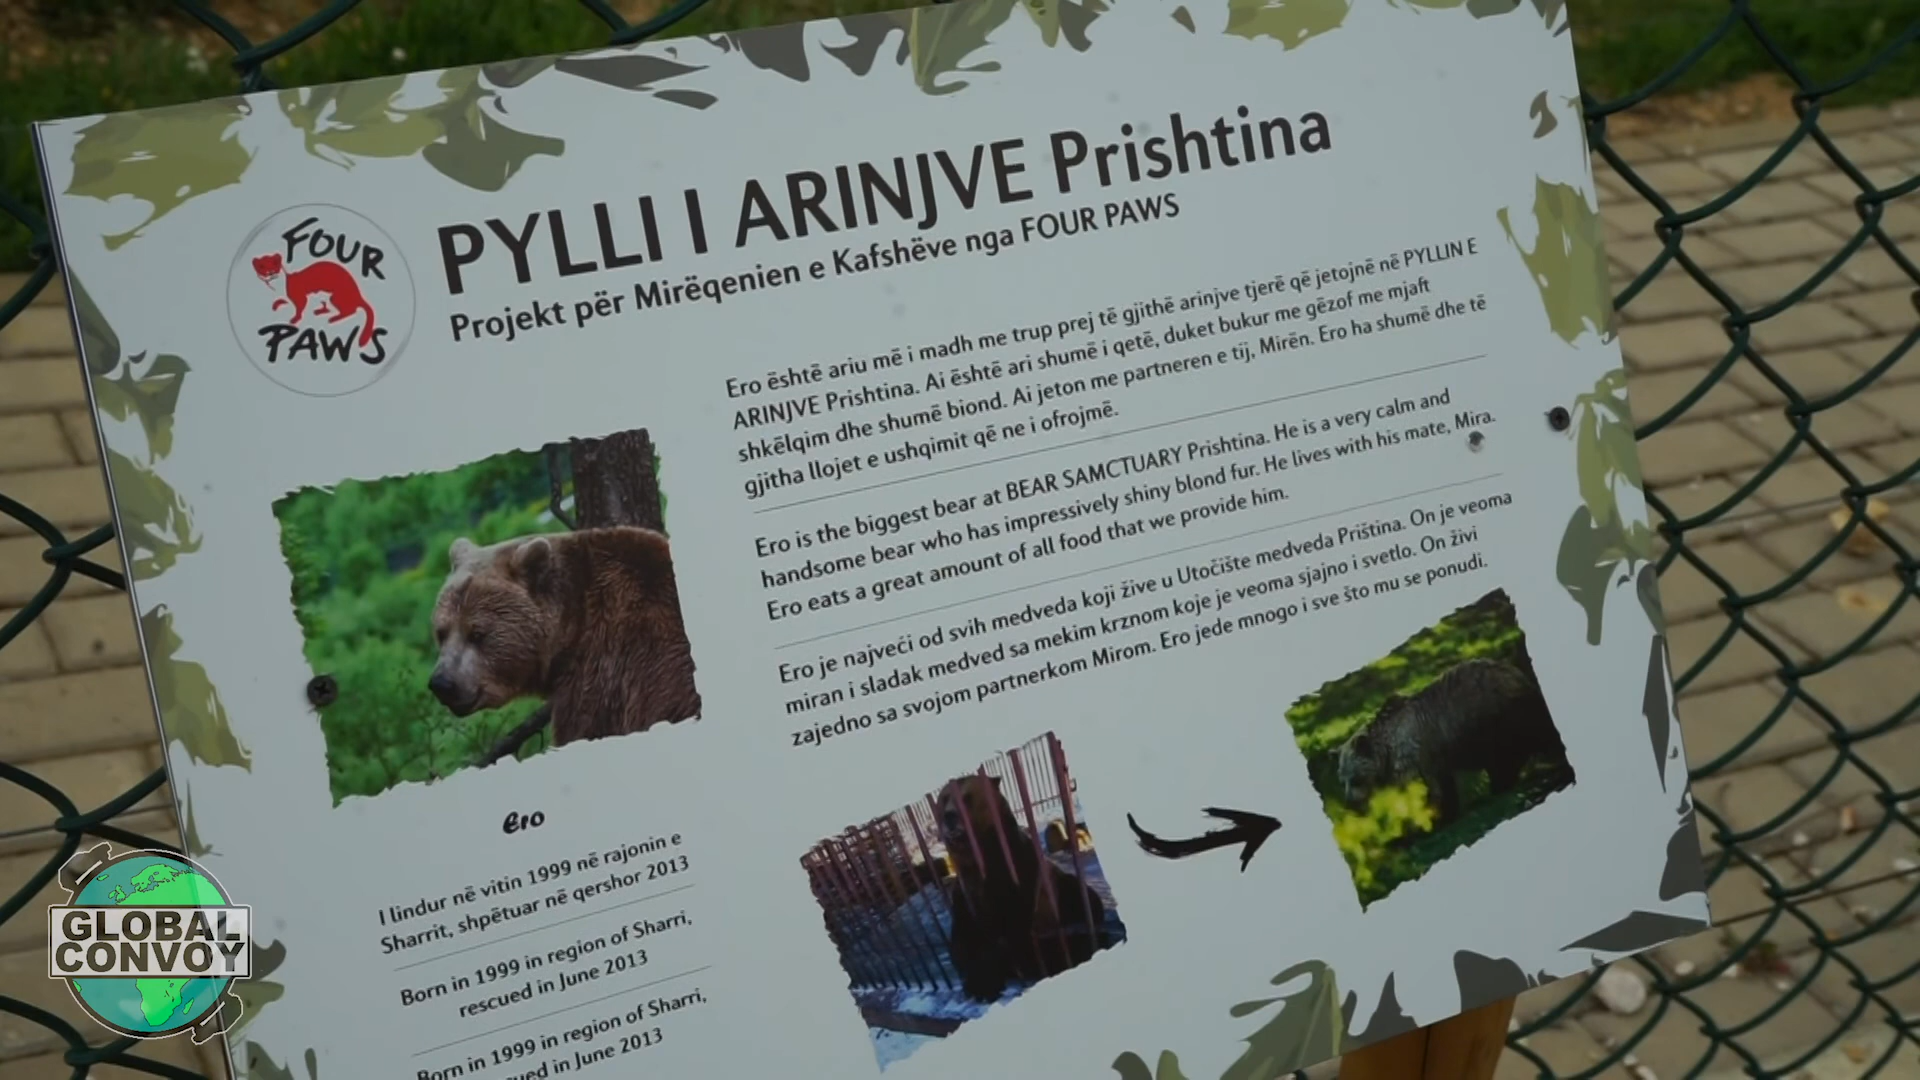 FOUR
PAWS
PYLLI I ARINJVE Prishtina
Projekt për Mirëqenien e Kafshëve nga FOUR PAWS
Ero është ariu më i madh me trup prej të gjithë arinjve tjerë që jetojnë në PYLLIN E
ARINJVE Prishtina. Ai është ari shumë i qetë, duket bukur me gëzof me mjaft
shkëlqim dhe shumë biond. Ai jeton me partneren e tij, Mirën. Ero ha shumë dhe të
gjitha llojet e ushqimit që ne i ofrojmë.
Ero is the biggest bear at BEAR SAMCTUARY Prishtina. He is a very calm and
handsome bear who has impressively shiny blond fur. He lives with his mate, Mira.
Ero eats a great amount of all food that we provide him.
Ero je najveći od svih medveda koji žive u Utočište medveda Priština. On je veoma
miran i sladak medved sa mekim krznom koje je veoma sjajno i svetlo. On živi
zajedno sa svojom partnerkom Mirom. Ero jede mnogo i sve što mu se ponudi.
Ero
I lindur në vitin 1999 në rajonin e
Sharrit, shpëtuar në qershor 2013
Born in 1999 in region of Sharri,
rescued in June 2013
Born in 1999 in region of Sharri,
in June 2013
GLOBAL
CONVOY